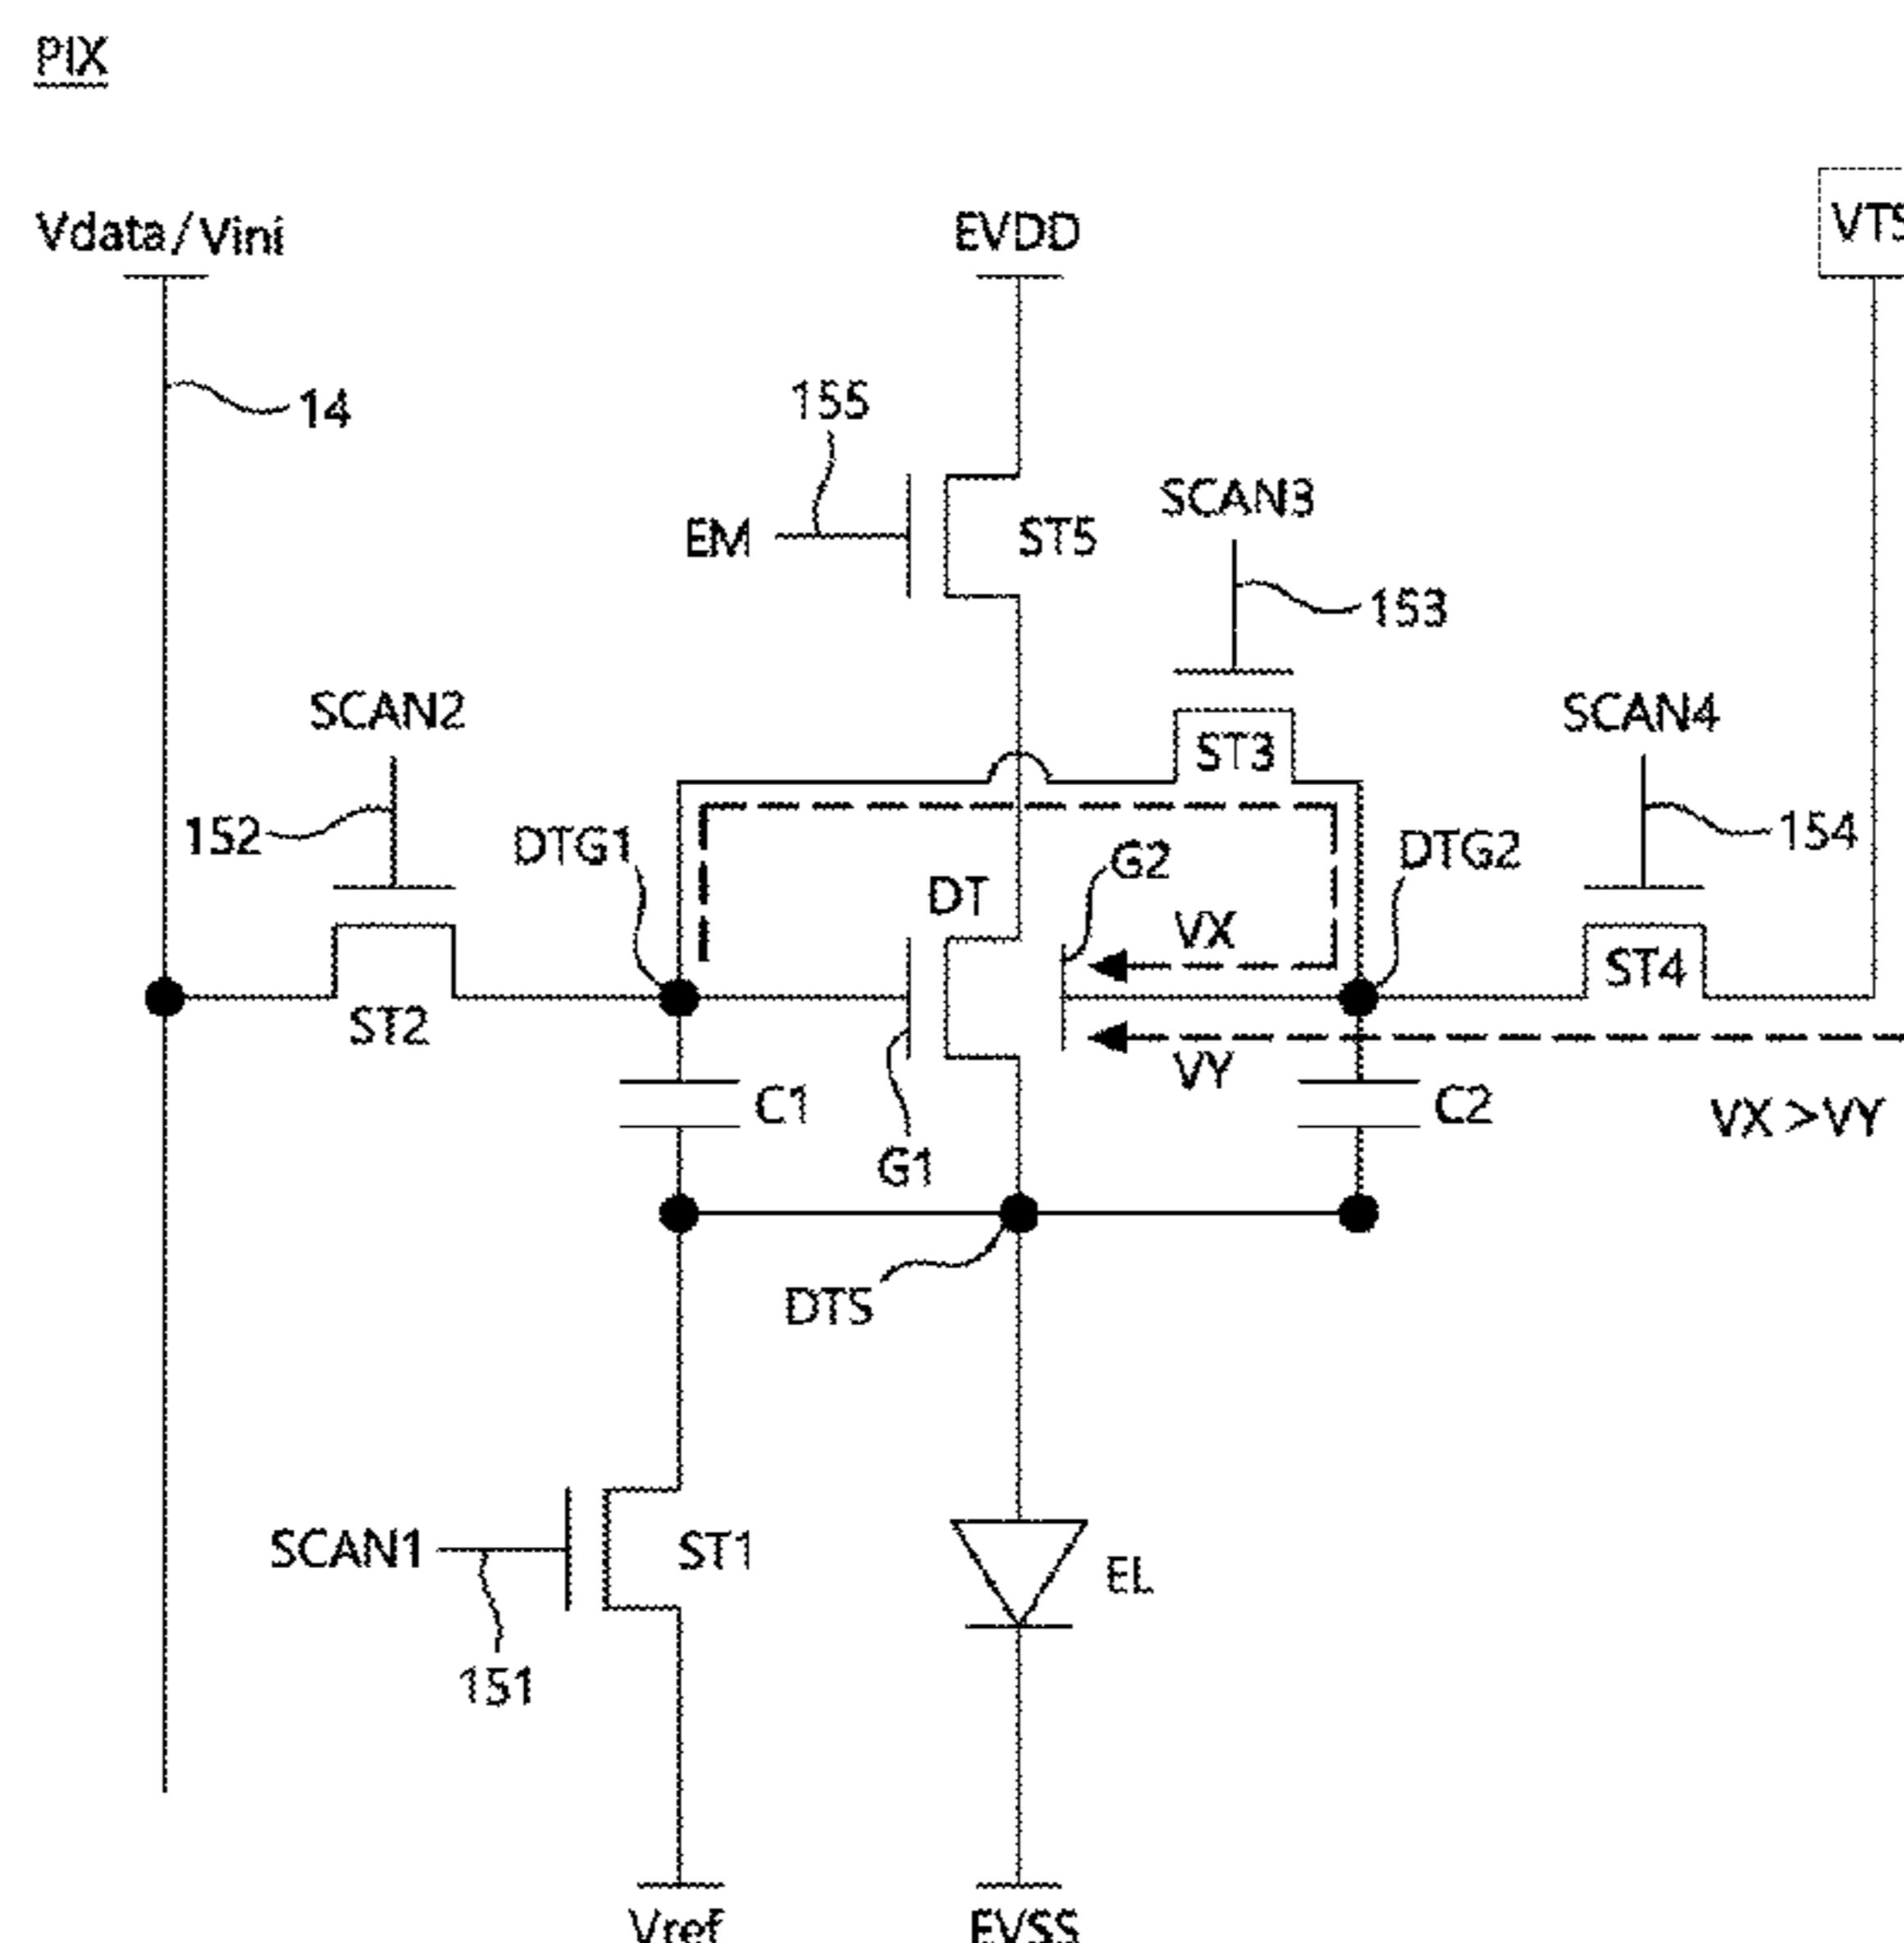 PIX
Vdata/Vini
EVDD
14
155
SCAN3
EM
ST5
153
SCAN2
ST3
SCAN4
152
DTG1
DTG2
154
G2
DT
VX
ST4
ST2
VY
C1
C2
VX>VY
G1
DTS
SCAN1
ST1
EL
151
Vref
EVSS